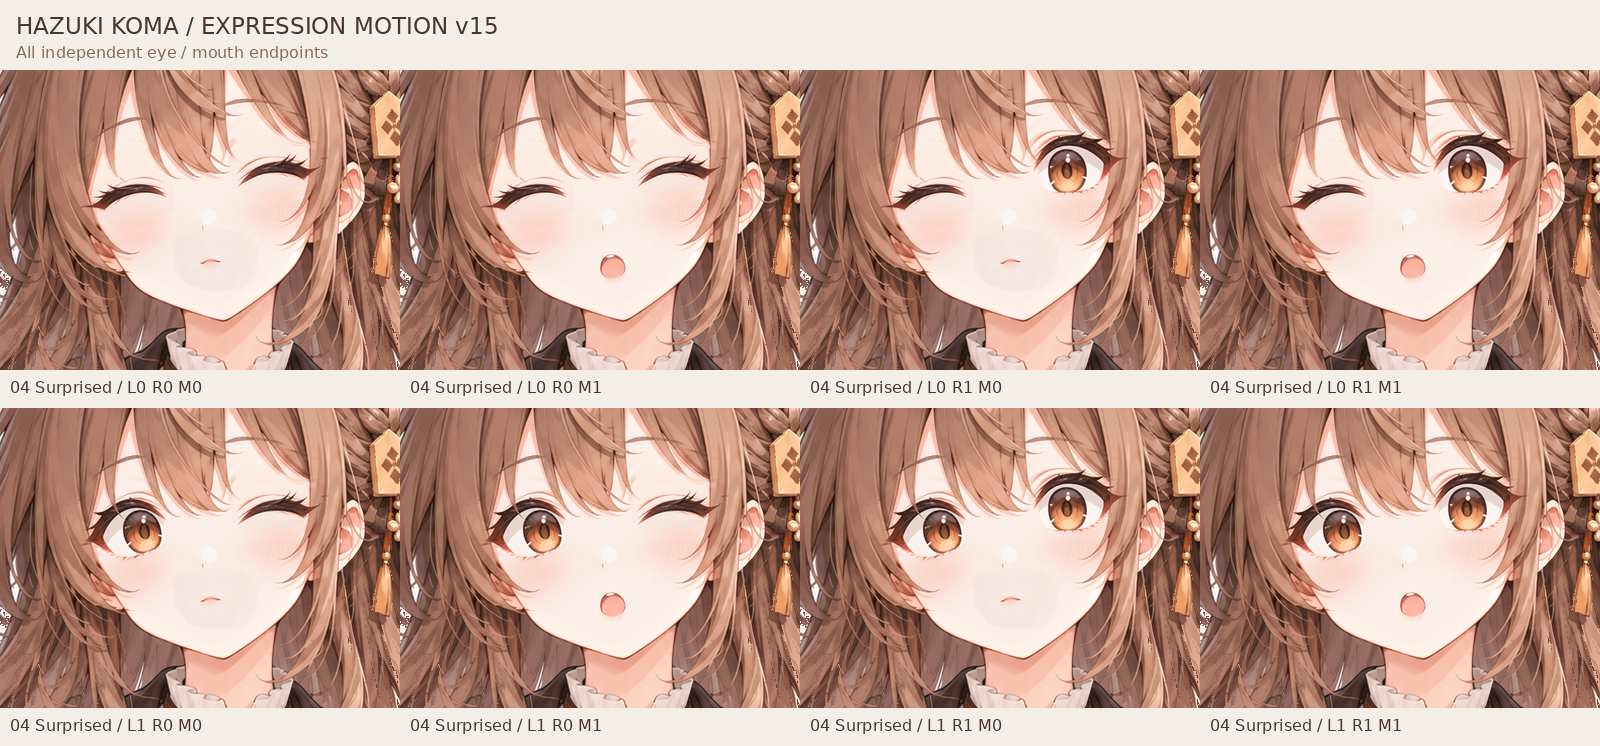 HAZUKI KOMA / EXPRESSION MOTION v15
All independent eye / mouth endpoints
04 Surprised / L0 R0 M0
04 Surprised / L0 R0 M1
04 Surprised / L0 R1 M0
04 Surprised / L0 R1 M1
04 Surprised / L1 R0 M0
04 Surprised / L1 R0 M1
04 Surprised / L1 R1 M0
04 Surprised / L1 R1 M1